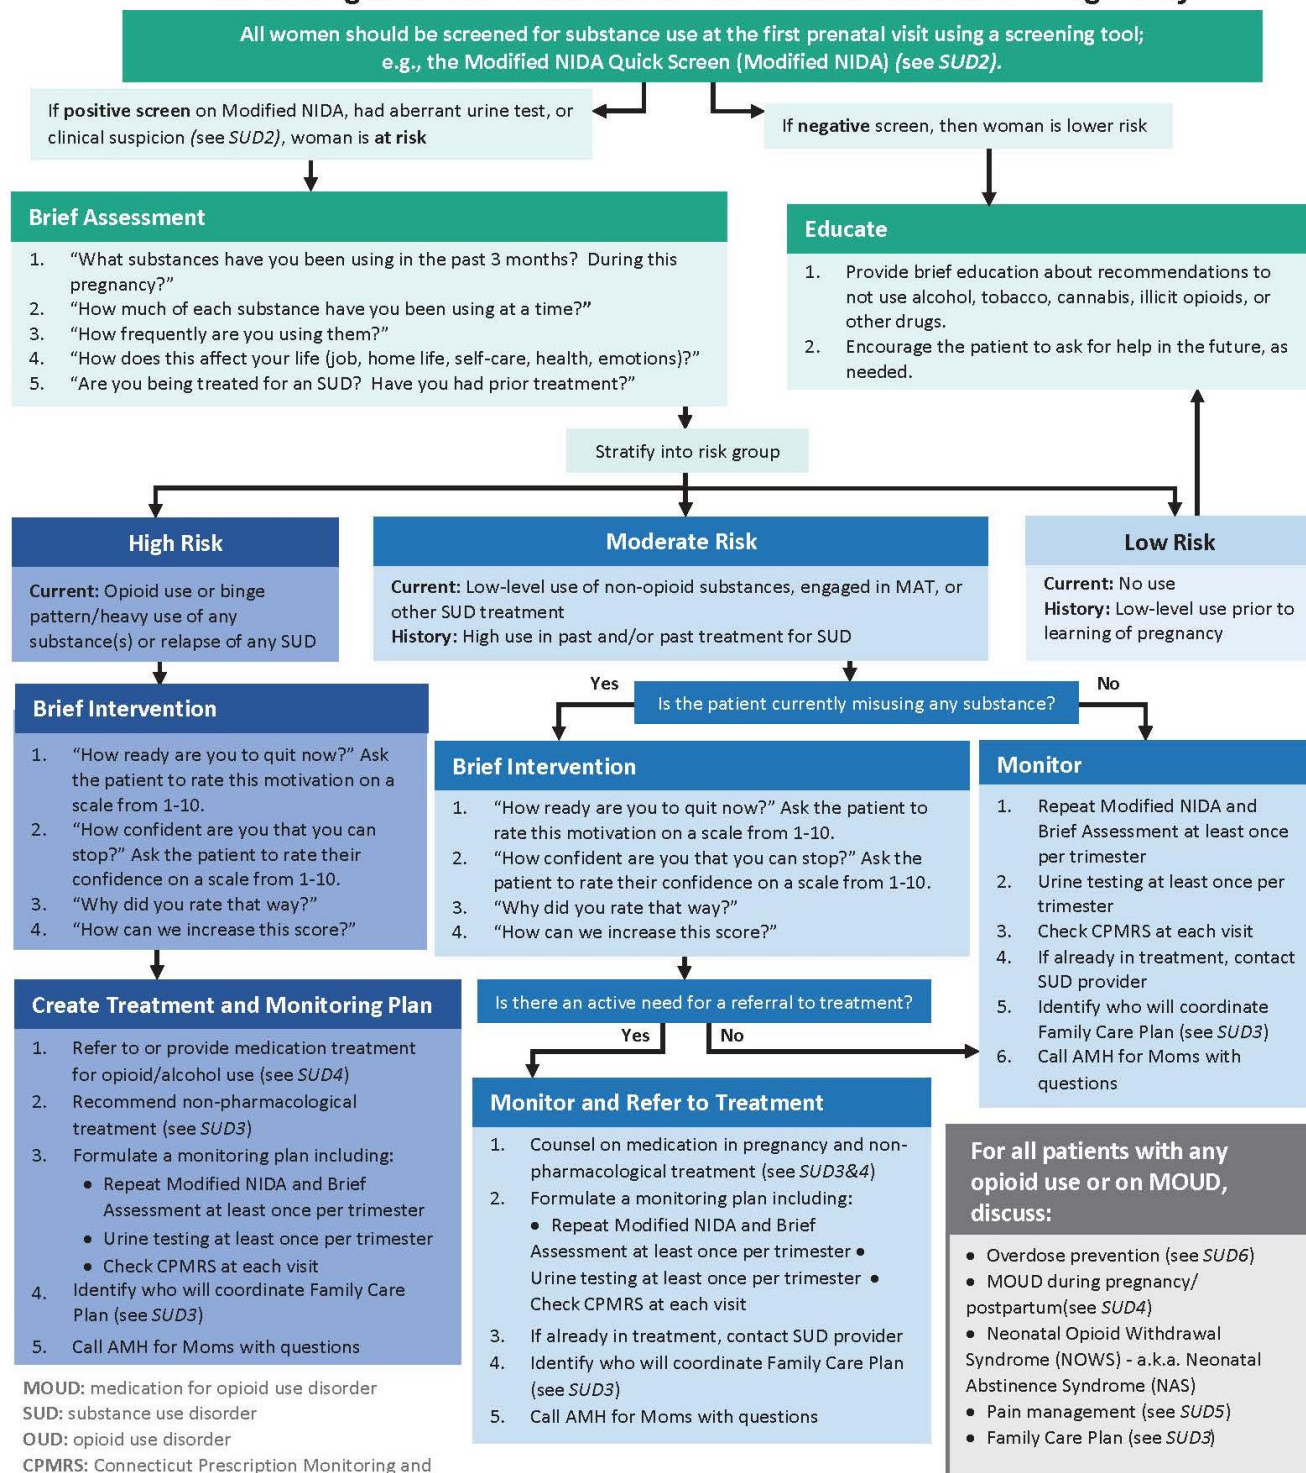 All women should be screened for substance use at the first prenatal visit using a screening tool;
e.g., the Modified NIDA Quick Screen (Modified NIDA) (see SUD2).
If positive screen on Modified NIDA, had aberrant urine test, or
clinical suspicion (see SUD2), woman is at risk
If negative screen, then woman is lower risk
Brief Assessment
1. “What substances have you been using in the past 3 months? During this
pregnancy?”
2. “How much of each substance have you been using at a time?”
3. “How frequently are you using them?”
4. “How does this affect your life (job, home life, self-care, health, emotions)?”
5. “Are you being treated for an SUD? Have you had prior treatment?”
Educate
1. Provide brief education about recommendations to
not use alcohol, tobacco, cannabis, illicit opioids, or
other drugs.
2. Encourage the patient to ask for help in the future, as
needed.
Stratify into risk group
High Risk
Current: Opioid use or binge
pattern/heavy use of any
substance(s) or relapse of any SUD
Moderate Risk
Current: Low-level use of non-opioid substances, engaged in MAT, or
other SUD treatment
History: High use in past and/or past treatment for SUD
Low Risk
Current: No use
History: Low-level use prior to
learning of pregnancy
Yes
Is the patient currently misusing any substance?
No
Brief Intervention
1. “How ready are you to quit now?” Ask
the patient to rate this motivation on a
scale from 1-10.
2. “How confident are you that you can
stop?” Ask the patient to rate their
confidence on a scale from 1-10.
3. “Why did you rate that way?”
4. “How can we increase this score?”
Brief Intervention
1. “How ready are you to quit now?” Ask the patient to
rate this motivation on a scale from 1-10.
2. “How confident are you that you can stop?” Ask the
patient to rate their confidence on a scale from 1-10.
3. “Why did you rate that way?”
4. “How can we increase this score?”
Monitor
1. Repeat Modified NIDA and
Brief Assessment at least once
per trimester
2. Urine testing at least once per
trimester
3. Check CPMRS at each visit
4. If already in treatment, contact
SUD provider
5. Identify who will coordinate
Family Care Plan (see SUD3)
6. Call AMH for Moms with
questions
Is there an active need for a referral to treatment?
Yes
No
Create Treatment and Monitoring Plan
1. Refer to or provide medication treatment
for opioid/alcohol use (see SUD4)
2. Recommend non-pharmacological
treatment (see SUD3)
3. Formulate a monitoring plan including:
• Repeat Modified NIDA and Brief
Assessment at least once per trimester
• Urine testing at least once per trimester
• Check CPMRS at each visit
4. Identify who will coordinate Family Care
Plan (see SUD3)
5. Call AMH for Moms with questions
Monitor and Refer to Treatment
1. Counsel on medication in pregnancy and non-
pharmacological treatment (see SUD3&4)
2. Formulate a monitoring plan including:
• Repeat Modified NIDA and Brief
Assessment at least once per trimester •
Urine testing at least once per trimester •
Check CPMRS at each visit
3. If already in treatment, contact SUD provider
4. Identify who will coordinate Family Care Plan
(see SUD3)
5. Call AMH for Moms with questions
For all patients with any
opioid use or on MOUD,
discuss:
• Overdose prevention (see SUD6)
• MOUD during pregnancy/
postpartum(see SUD4)
• Neonatal Opioid Withdrawal
Syndrome (NOWS) - a.k.a. Neonatal
Abstinence Syndrome (NAS)
• Pain management (see SUD5)
• Family Care Plan (see SUD3)
MOUD: medication for opioid use disorder
SUD: substance use disorder
OUD: opioid use disorder
CPMRS: Connecticut Prescription Monitoring and